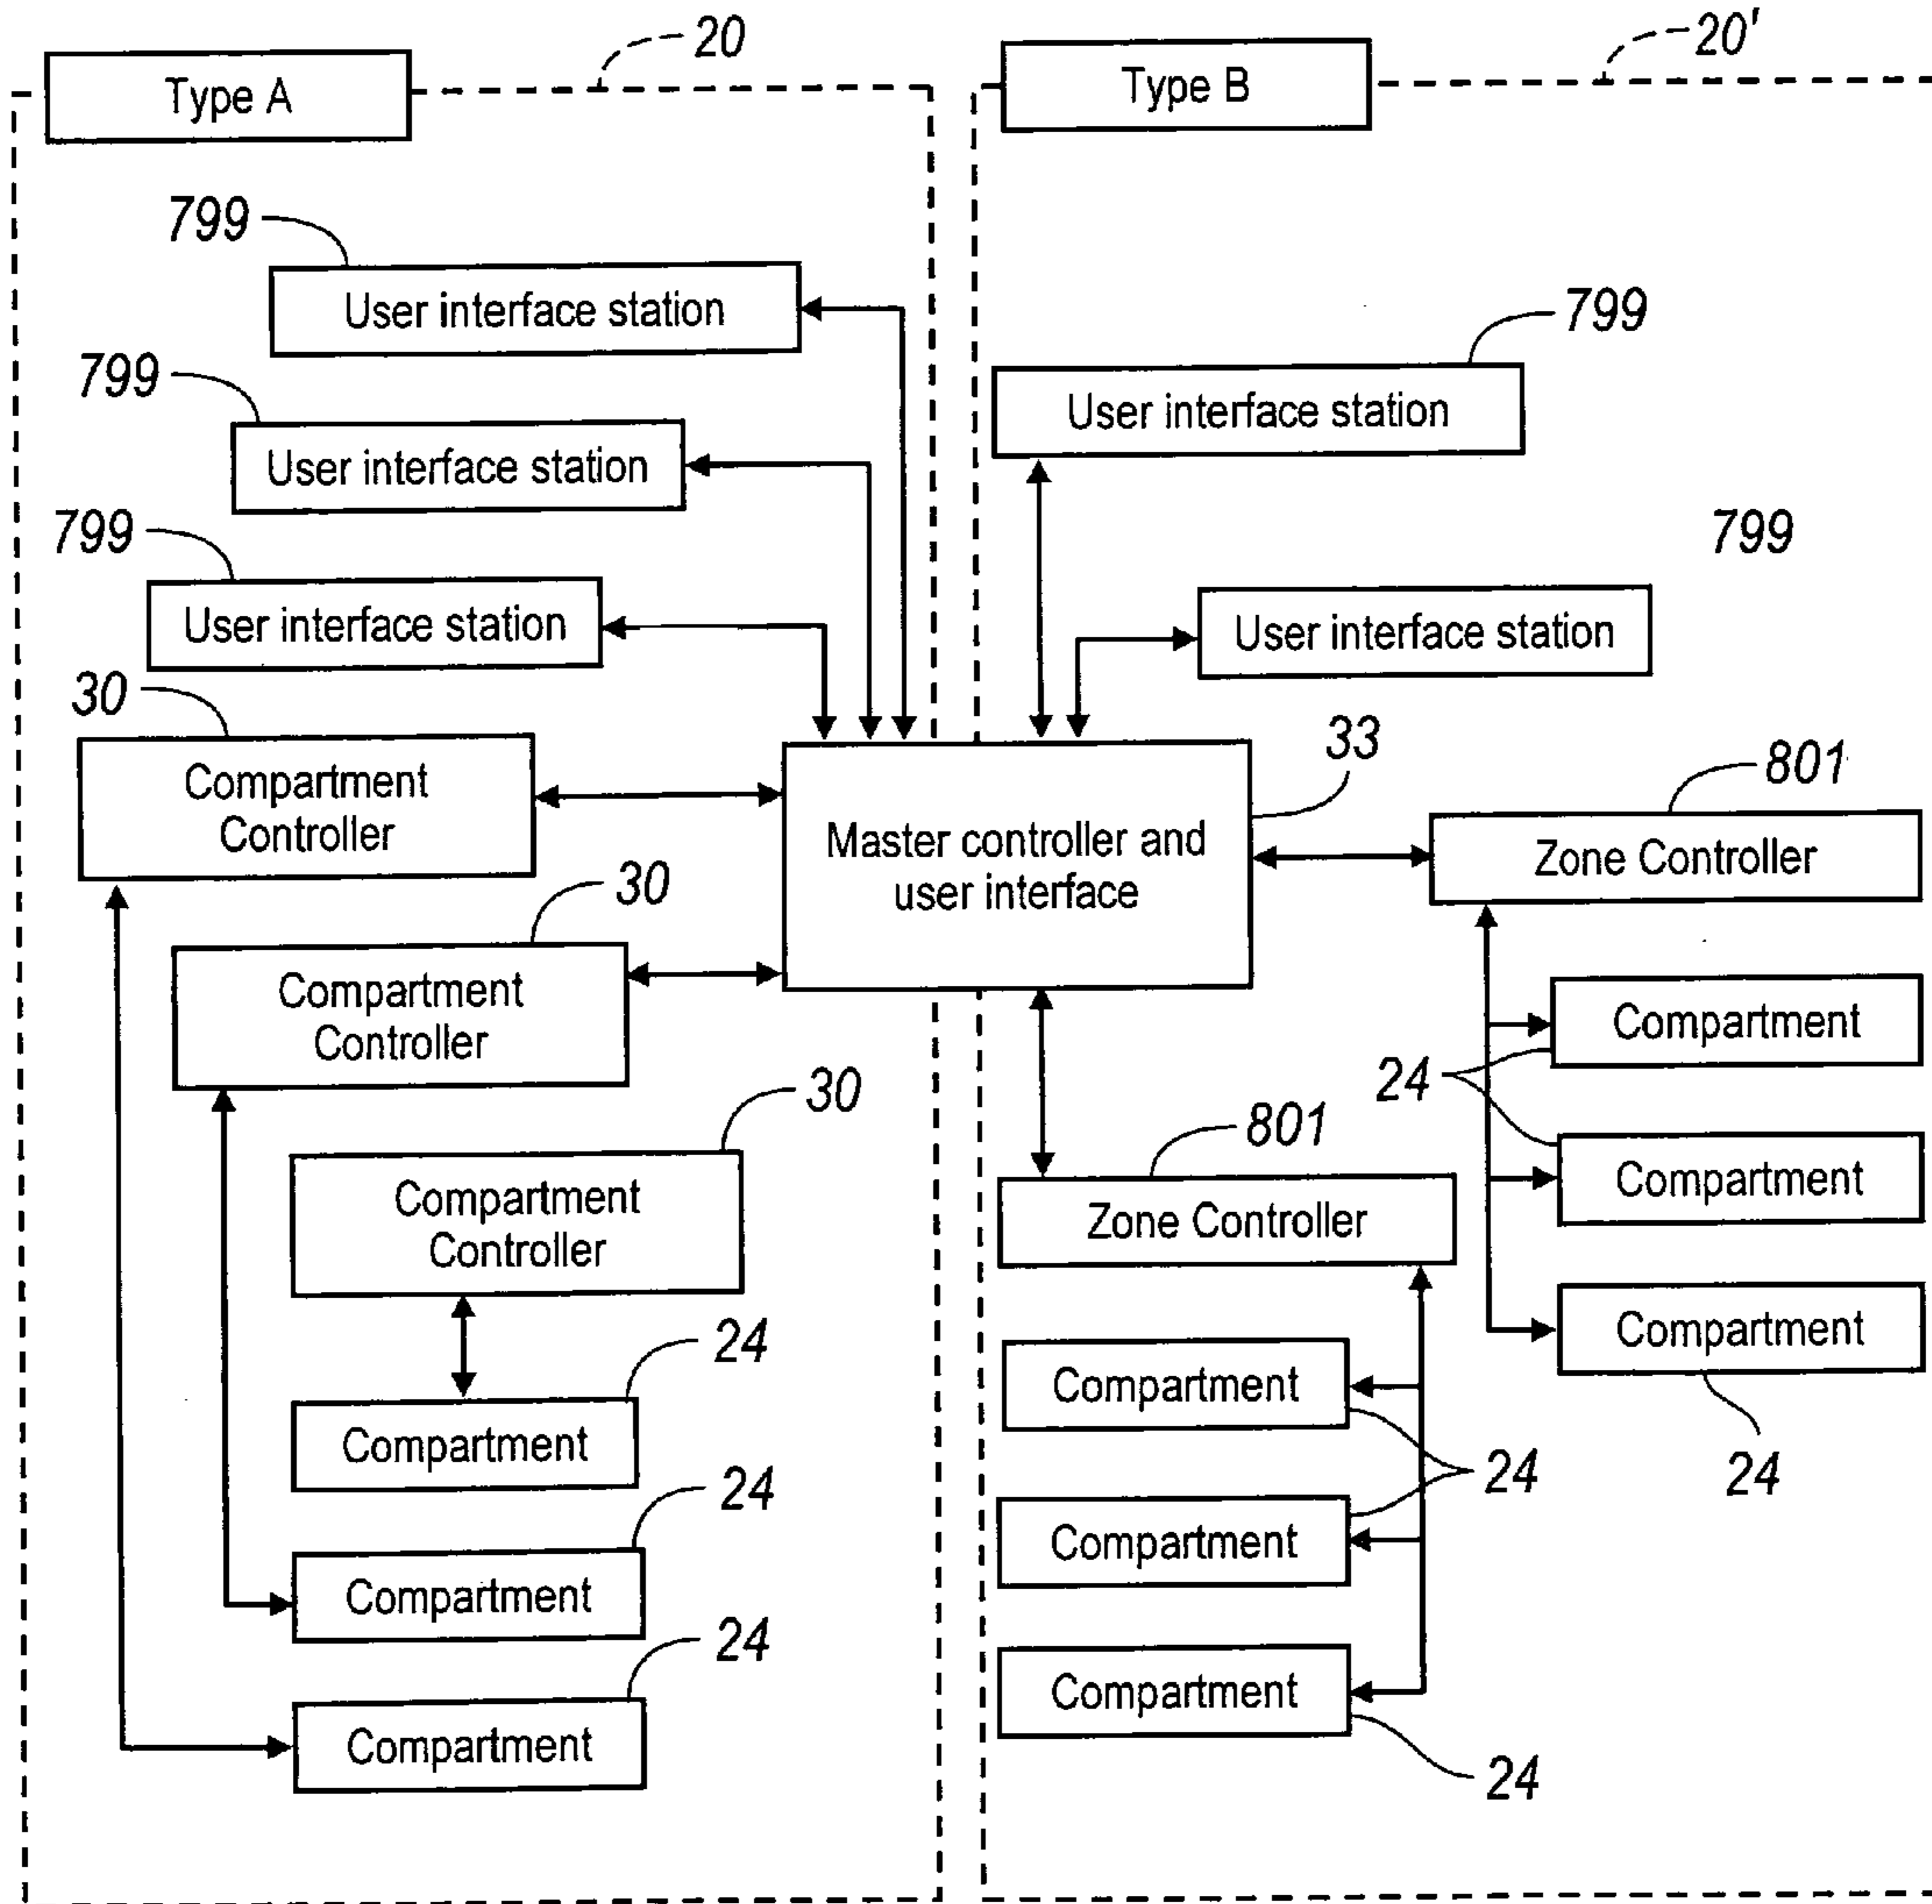 20
20'
Type A
Type B
799
User interface station
799
User interface station
799
User interface station
799
User interface station
799
User interface station
30
Compartment
Controller
30
Compartment
Controller
30
Compartment
Controller
24
Compartment
24
Compartment
24
Compartment
33
Master controller and
user interface
801
Zone Controller
Compartment
24
Compartment
Compartment
24
801
Zone Controller
Compartment
24
Compartment
Compartment
24